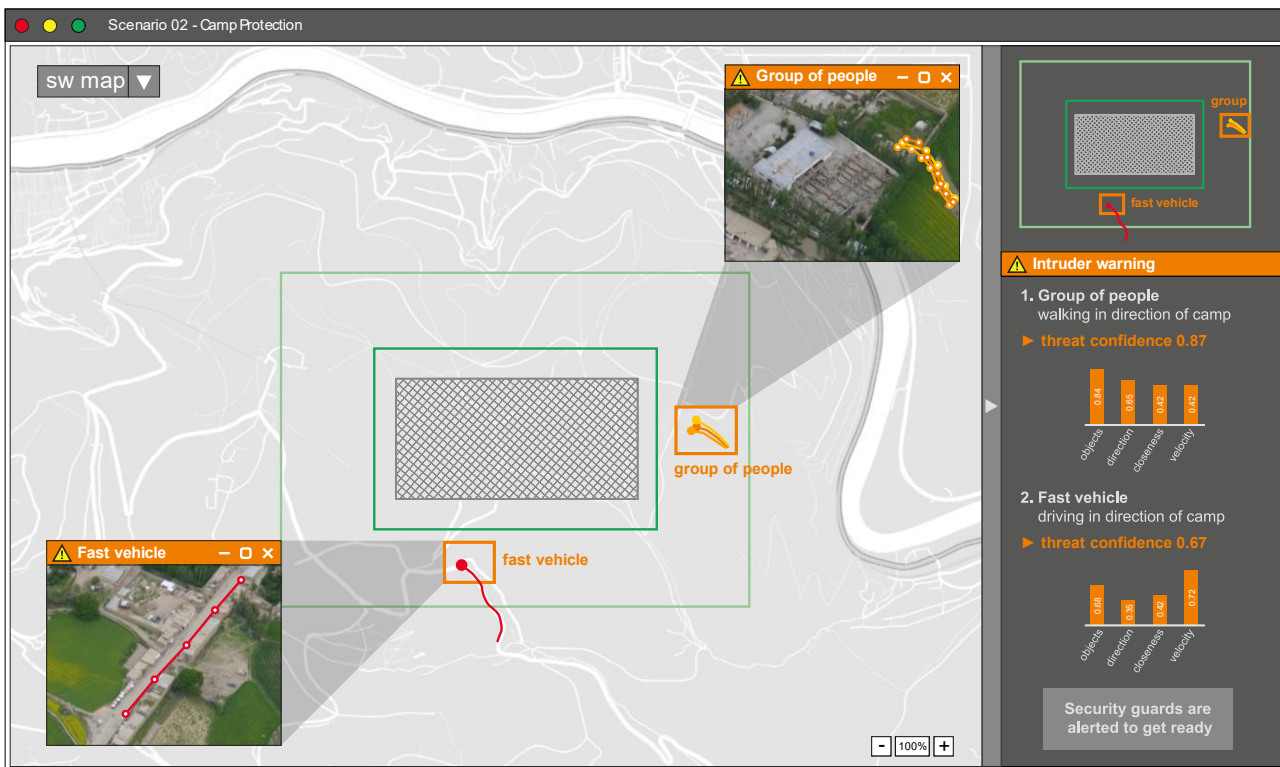 Scenario 02 - Camp Protection
sw map ▼
Group of people
group of people
Fast vehicle
fast vehicle
- 100% +
group
fast vehicle
Intruder warning
1. Group of people
walking in direction of camp
► threat confidence 0.87
0.84 0.65 0.42 0.42
objects direction closeness velocity
2. Fast vehicle
driving in direction of camp
► threat confidence 0.67
0.68 0.35 0.42 0.72
objects direction closeness velocity
Security guards are
alerted to get ready